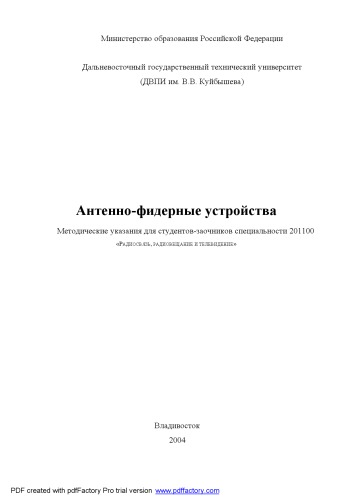 Министерство образования Российской Федерации
Дальневосточный государственный технический университет
(ДВПИ им. В.В. Куйбышева)
Антенно-фидерные устройства
Методические указания для студентов-заочников специальности 201100
«Радиосвязь, радиовещание и телевидение»
Владивосток
2004
PDF created with pdfFactory Pro trial version www.pdffactory.com